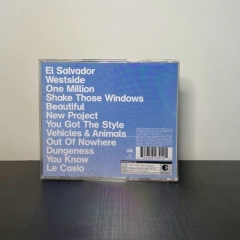 El Salvador
Westside
One Million
Shake Those Windows
Beautiful
New Project
You Got The Style
Vehicles & Animals
Out Of Nowhere
Dungeness
You Know
Le Casio